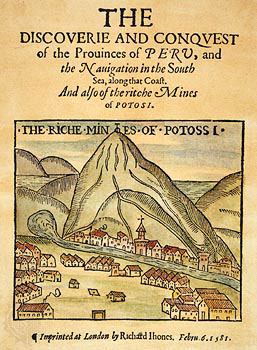 THE
DISCOVERIE AND CONQVEST
of the Prouinces of PERV, and
the Nauigation in the South
Sea, along that Coast.
And also of the ritche Mines
of POTOSI.
·THE·RICHE·MINES·OF·POTOSSI·
¶ Imprinted at London by Richard Ihones. Febru. 6. 1581.